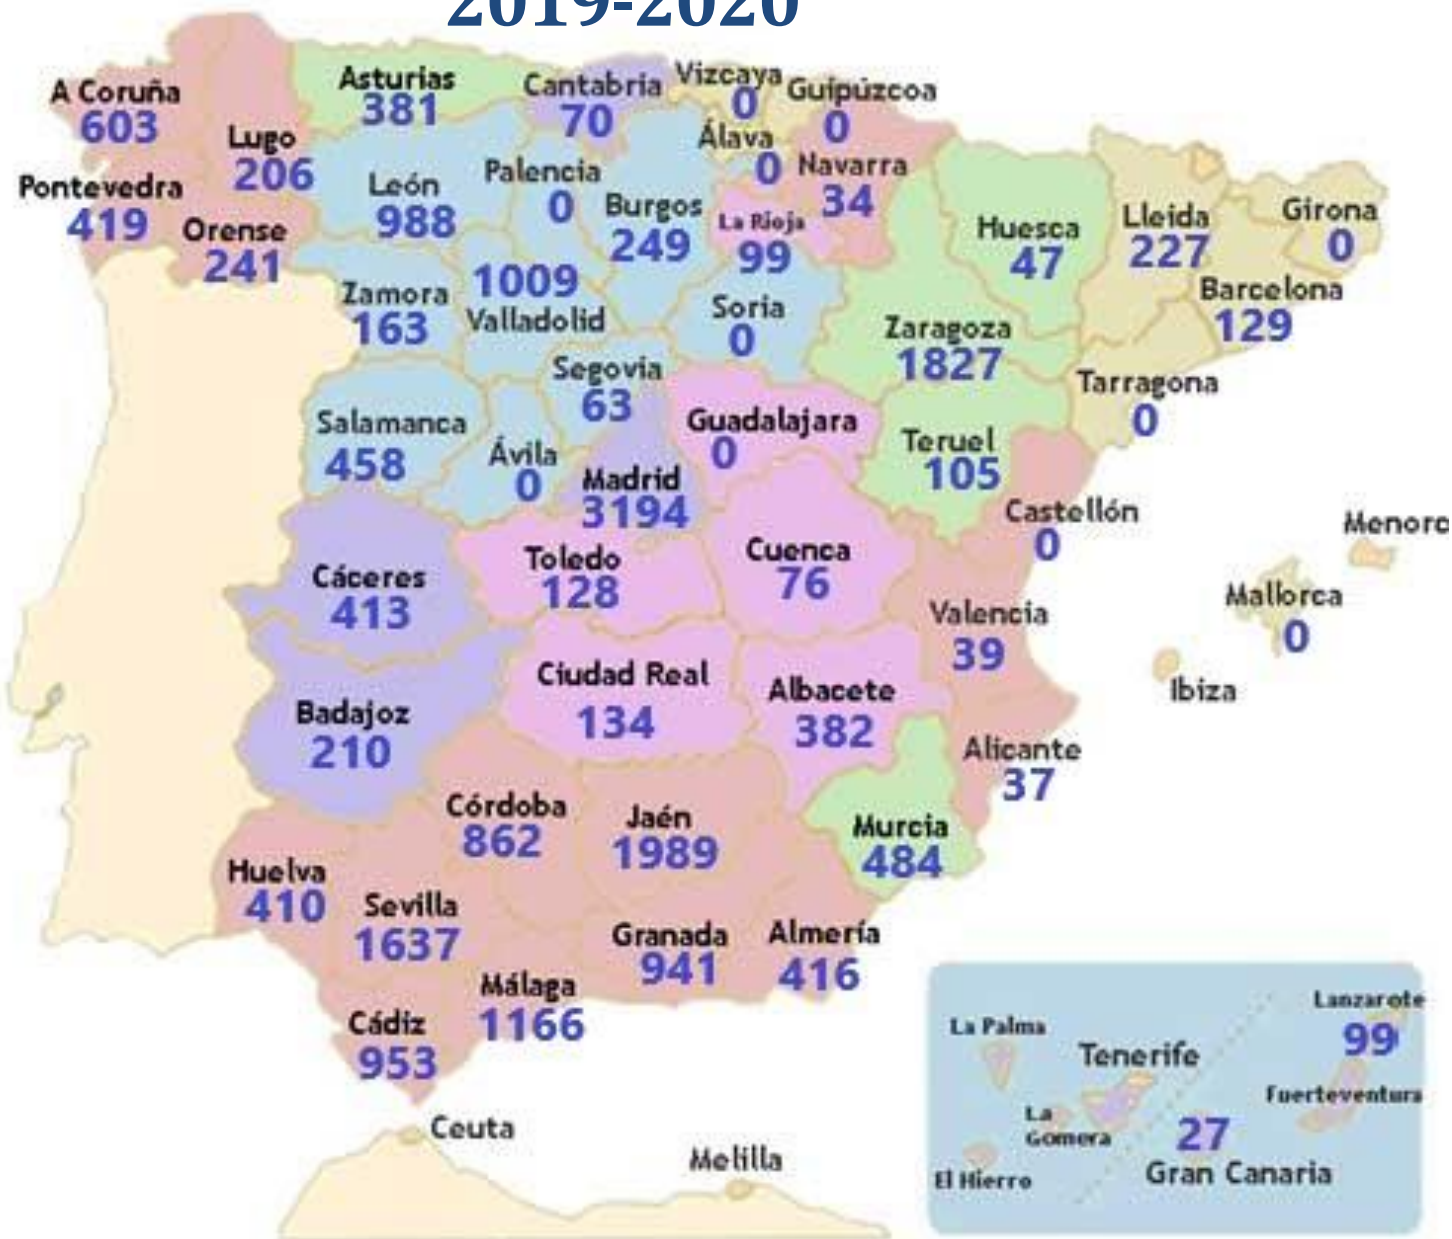 2019-2020
A Coruña
603
Lugo
206
Pontevedra
419
Orense
241
Asturias
381
Cantabria
70
Vizcaya
0
Guipúzcoa
0
Álava
0
Navarra
34
La Rioja
99
León
988
Palencia
0
Burgos
249
Zamora
163
1009
Valladolid
Soria
0
Segovia
63
Salamanca
458
Ávila
0
Madrid
3194
Huesca
47
Zaragoza
1827
Teruel
105
Lleida
227
Girona
0
Barcelona
129
Tarragona
0
Guadalajara
0
Toledo
128
Cuenca
76
Ciudad Real
134
Albacete
382
Cáceres
413
Badajoz
210
Castellón
0
Valencia
39
Alicante
37
Murcia
484
Menorc
Mallorca
0
Ibiza
Huelva
410
Sevilla
1637
Córdoba
862
Jaén
1989
Granada
941
Almería
416
Málaga
1166
Cádiz
953
Ceuta
Melilla
La Palma
Tenerife
La
Gomera
El Hierro
Lanzarote
99
Fuerteventura
27
Gran Canaria